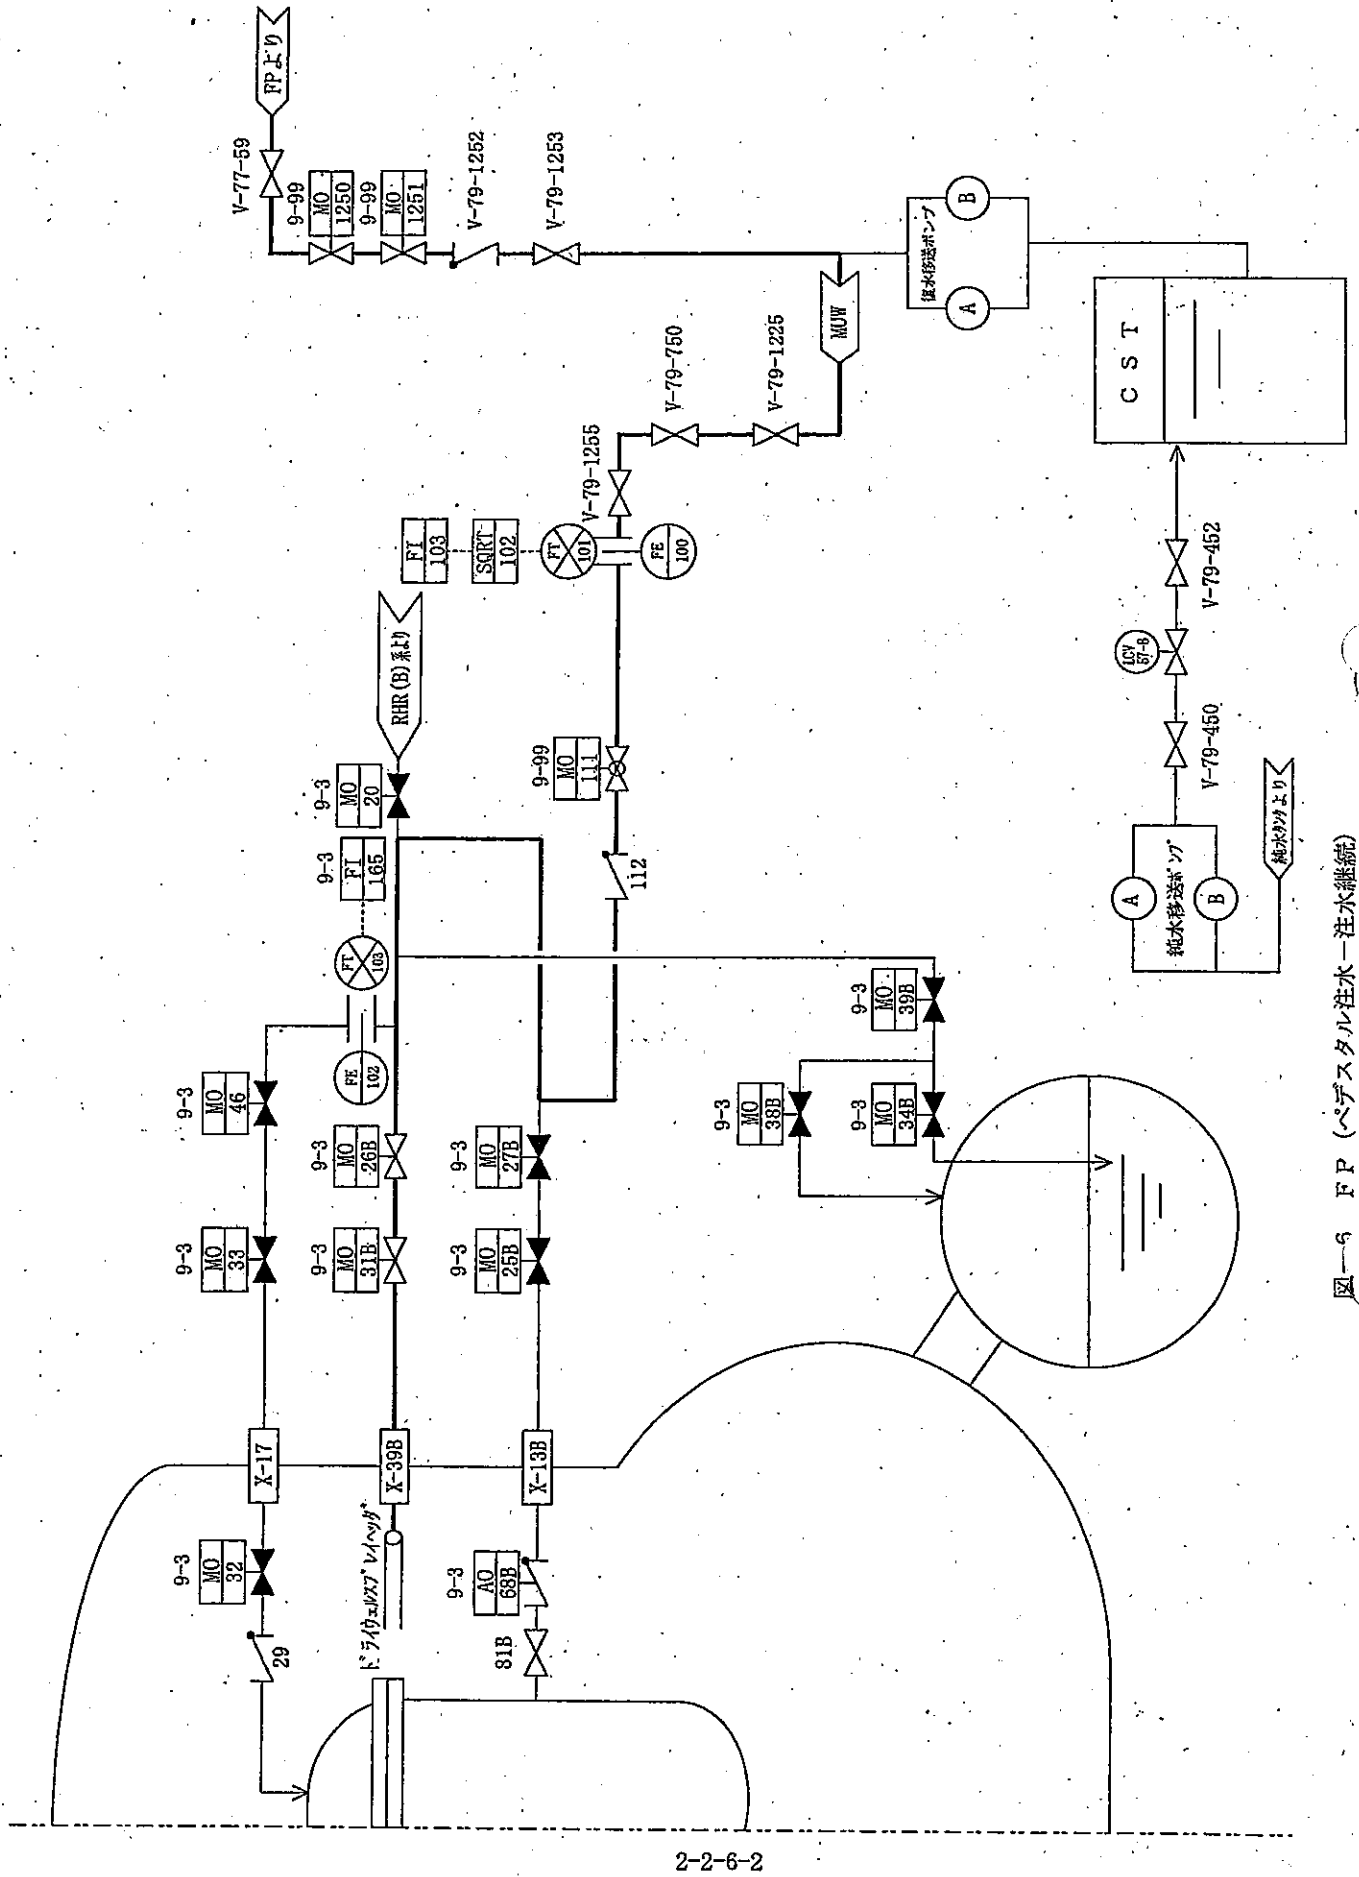 FPより
V-77-59
9-99
MO
1250
9-99
MO
1251
V-79-1252
V-79-1253
MUW
復水移送ポンプ
A
B
CST
V-79-750
V-79-1225
V-79-1255
FI
103
SQRT
102
FT
101
FE
100
RHR(B)系より
9-3
MO
20
9-3
FI
165
FT
103
FE
102
9-99
MO
111
112
V-79-452
LCV
57-B
V-79-450
純水移送ポンプ
A
B
純水タンクより
9-3
MO
46
9-3
MO
33
9-3
MO
26B
9-3
MO
31B
9-3
MO
27B
9-3
MO
25B
9-3
MO
39B
9-3
MO
38B
9-3
MO
34B
X-17
X-39B
X-13B
9-3
MO
32
29
ドライウェルスプレイヘッダ
9-3
AO
68B
81B
図-6 FP(ペデスタル注水-注水継続)
2-2-6-2